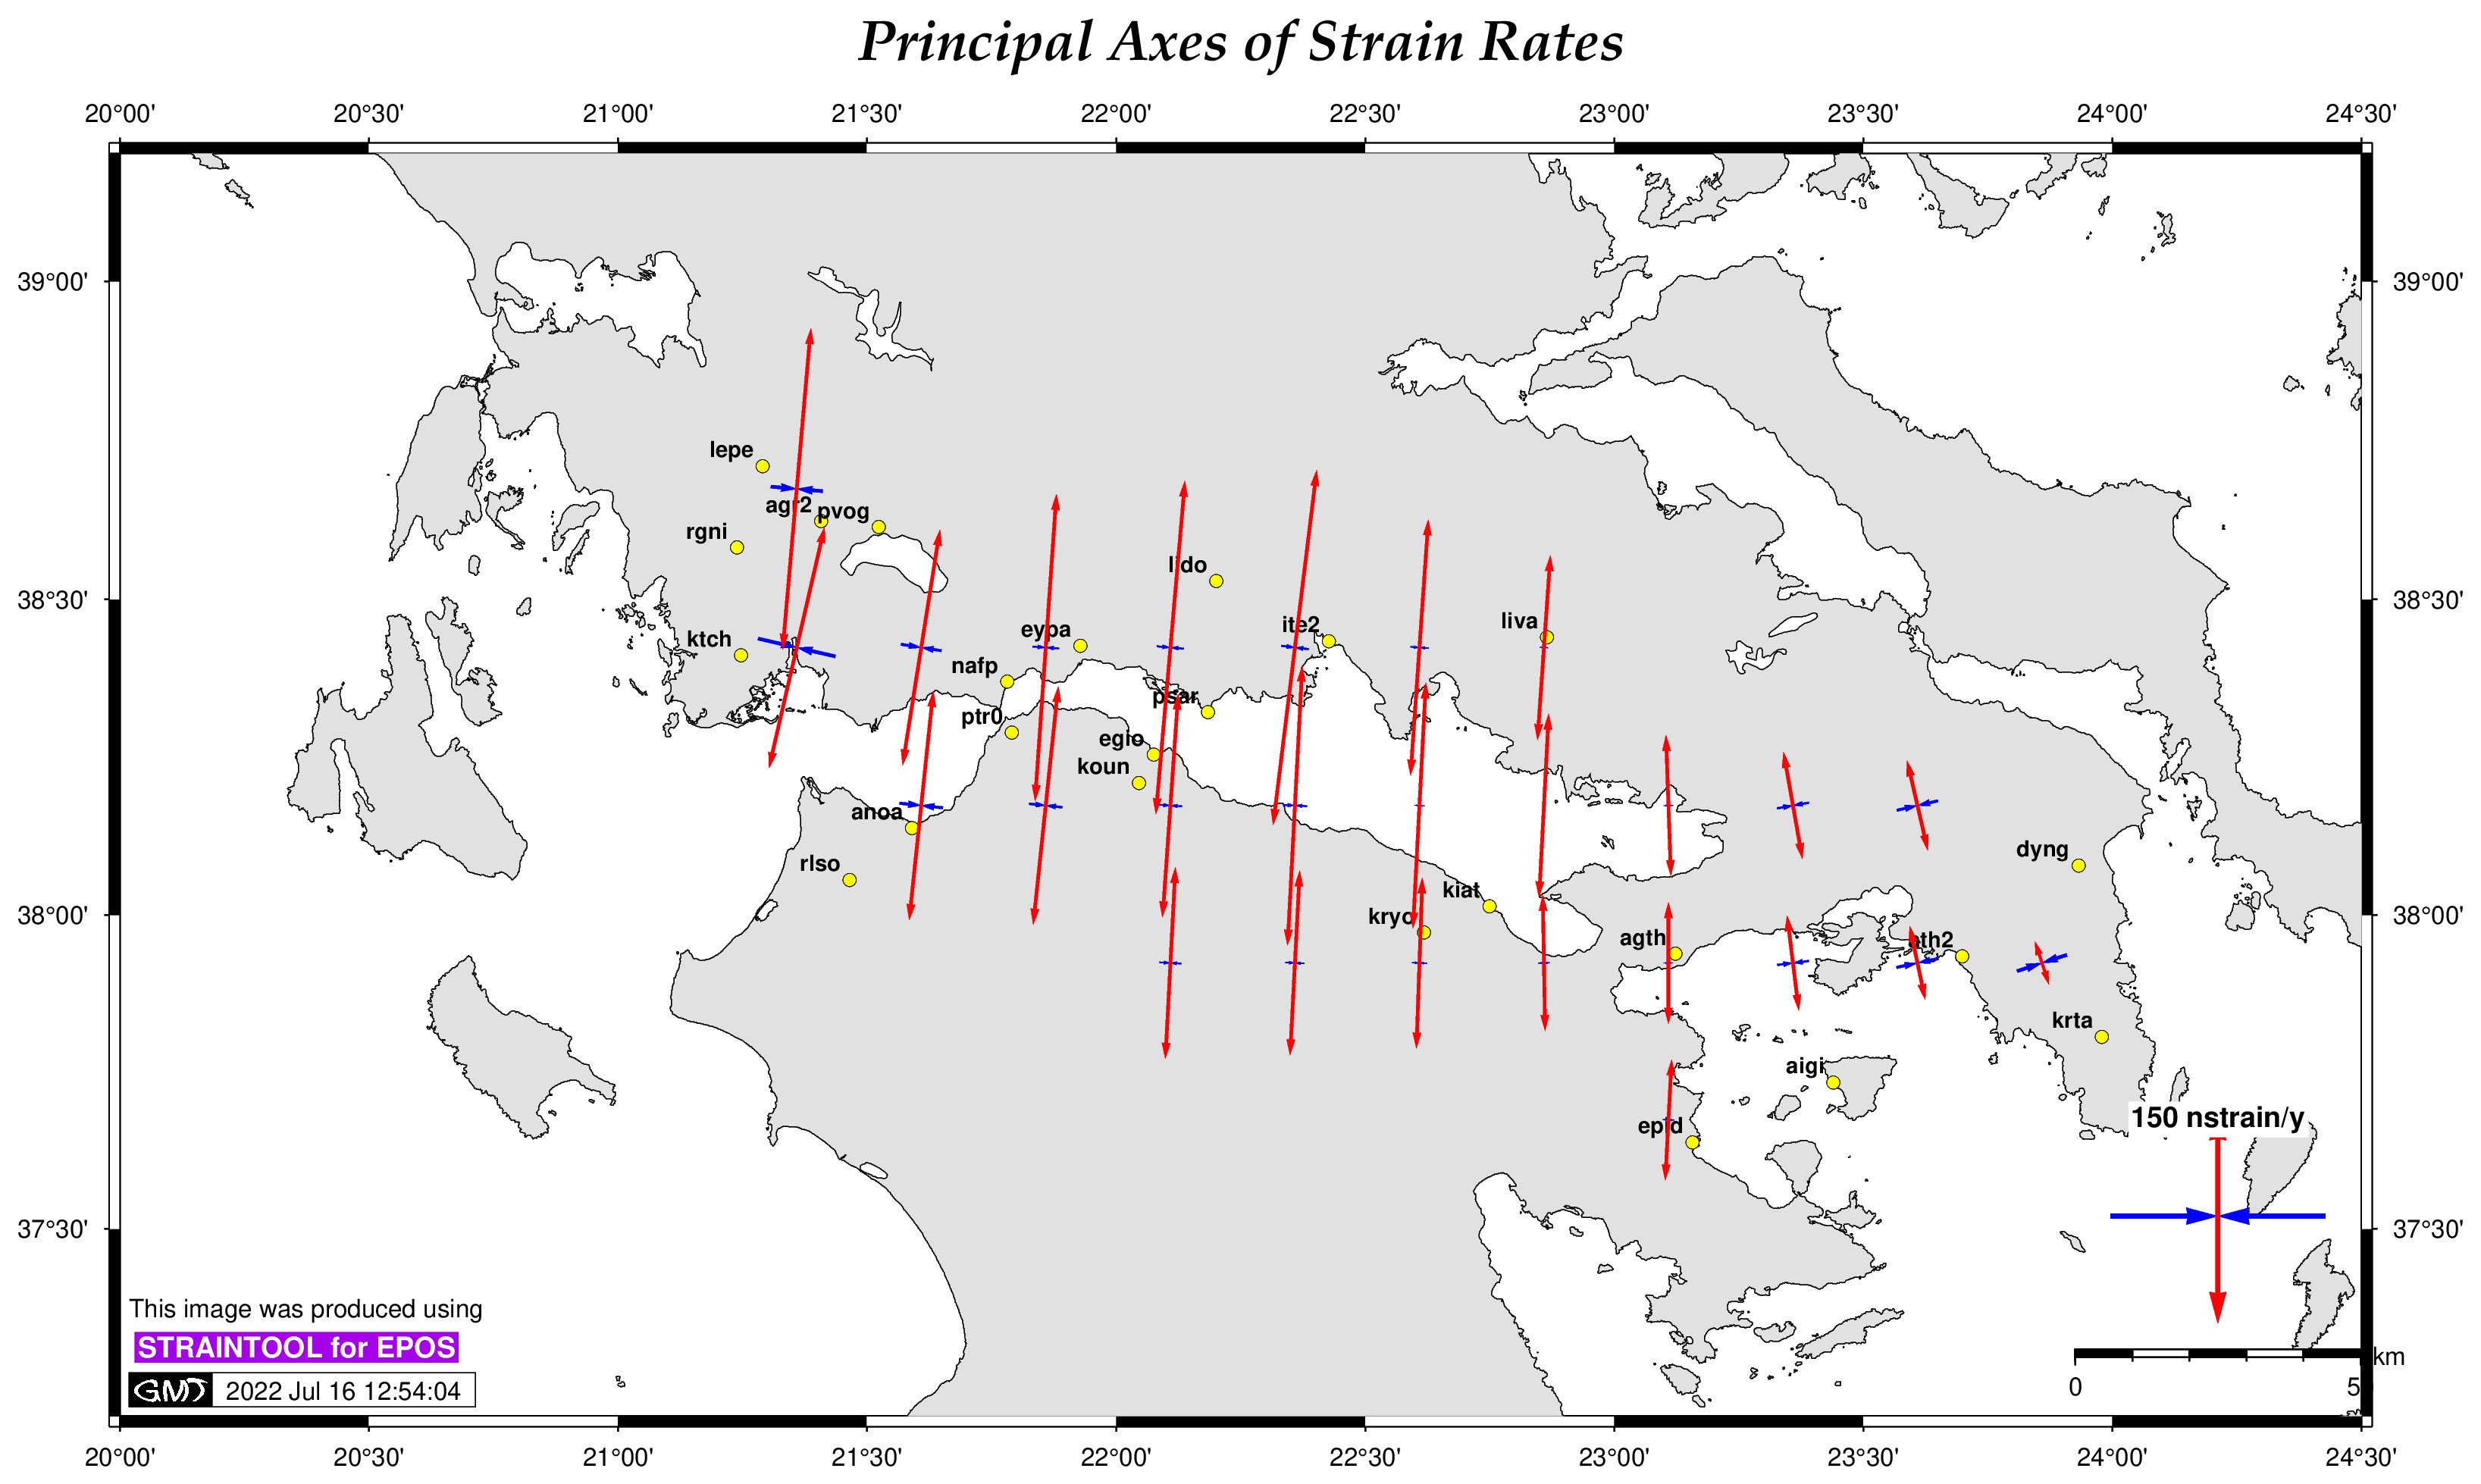 Principal Axes of Strain Rates
20°00' 20°30' 21°00' 21°30' 22°00' 22°30' 23°00' 23°30' 24°00' 24°30'
39°00' 39°00'
lepe
agr2 pvog
rgni
lido
38°30' 38°30'
liva
ite2
eypa
ktch
nafp
psar
ptr0
egio
koun
anoa
dyng
rlso
kiat
38°00' kryo 38°00'
agth ath2
krta
aigi
150 nstrain/y
epid
37°30' 37°30'
This image was produced using
STRAINTOOL for EPOS
km
GMT 2022 Jul 16 12:54:04
0 5
20°00' 20°30' 21°00' 21°30' 22°00' 22°30' 23°00' 23°30' 24°00' 24°30'